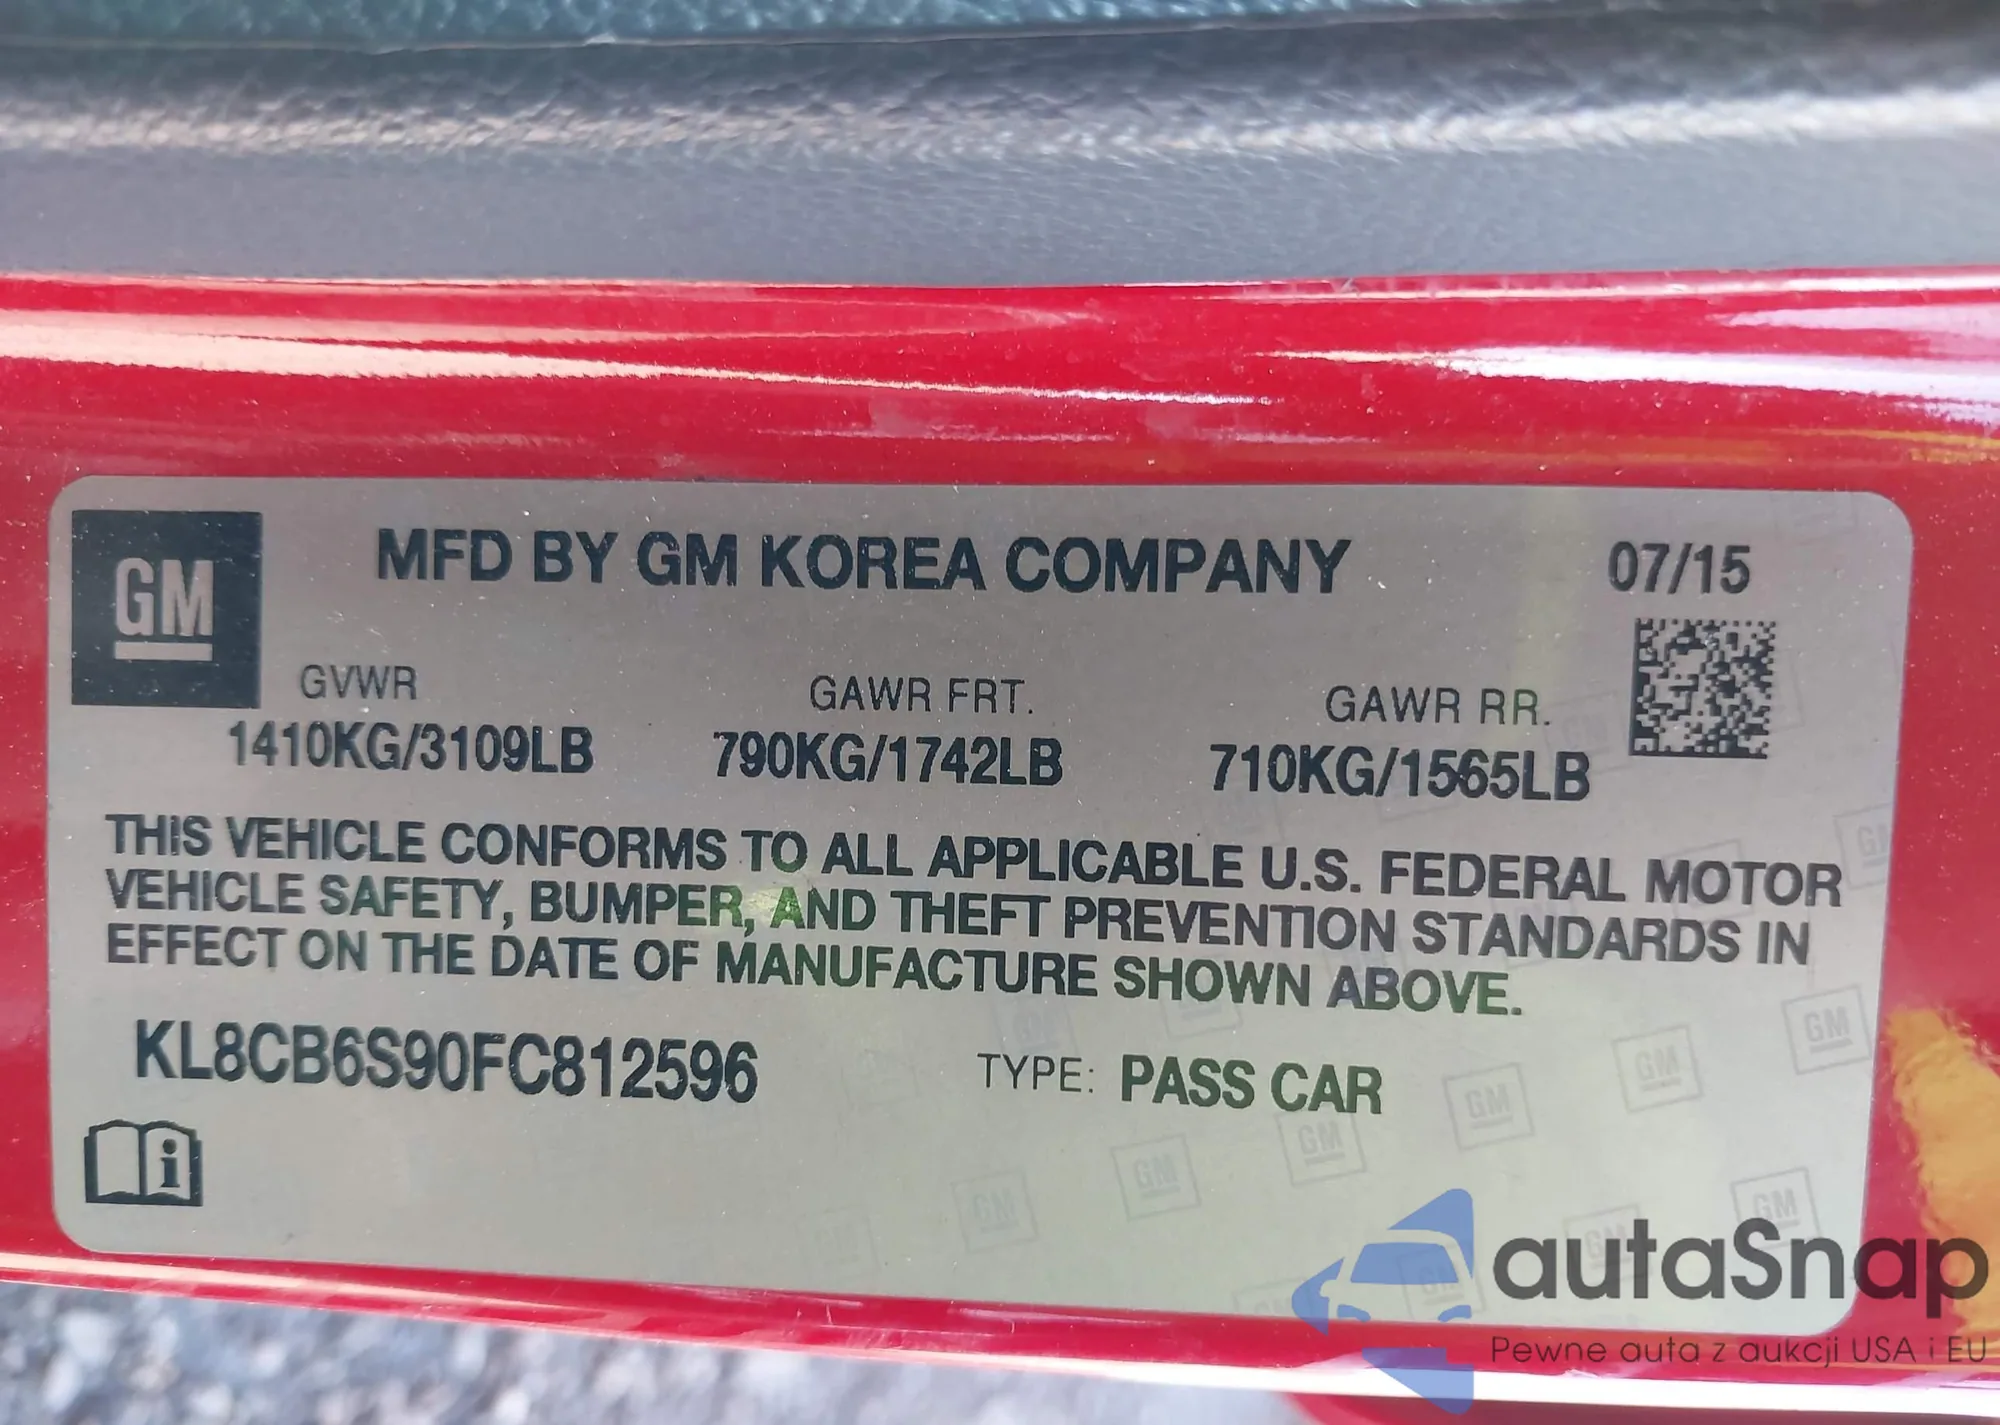 GM
MFD BY GM KOREA COMPANY 07/15
GVWR GAWR FRT. GAWR RR.
1410KG/3109LB 790KG/1742LB 710KG/1565LB
THIS VEHICLE CONFORMS TO ALL APPLICABLE U.S. FEDERAL MOTOR
VEHICLE SAFETY, BUMPER, AND THEFT PREVENTION STANDARDS IN
EFFECT ON THE DATE OF MANUFACTURE SHOWN ABOVE.
KL8CB6S90FC812596 TYPE: PASS CAR
i
autaSnap
Pewne auta z aukcji USA i EU